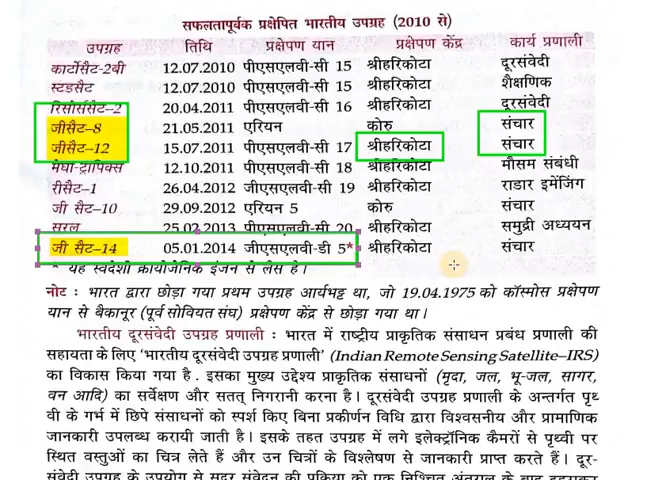 सफलतापूर्वक प्रक्षेपित भारतीय उपग्रह (2010 से)
उपग्रह तिथि प्रक्षेपण यान प्रक्षेपण केंद्र कार्य प्रणाली
कार्टोसैट-2बी 12.07.2010 पीएसएलवी-सी 15 श्रीहरिकोटा दूरसंवेदी
स्टडसैट 12.07.2010 पीएसएलवी-सी 15 श्रीहरिकोटा शैक्षणिक
रिसोर्ससैट-2 20.04.2011 पीएसएलवी-सी 16 श्रीहरिकोटा दूरसंवेदी
जीसैट-8 21.05.2011 एरियन कोरु संचार
जीसैट-12 15.07.2011 पीएसएलवी-सी 17 श्रीहरिकोटा संचार
मेघा-ट्रापिक्स 12.10.2011 पीएसएलवी-सी 18 श्रीहरिकोटा मौसम संबंधी
रीसैट-1 26.04.2012 जीएसएलवी-सी 19 श्रीहरिकोटा राडार इमेजिंग
जी सैट-10 29.09.2012 एरियन 5 कोरु संचार
सरल 25.02.2013 पीएसएलवी-सी 20 श्रीहरिकोटा समुद्री अध्ययन
जी सैट-14 05.01.2014 जीएसएलवी-डी 5* श्रीहरिकोटा संचार
* यह स्वदेशी क्रायोजेनिक इंजन से लैस है।
नोट : भारत द्वारा छोड़ा गया प्रथम उपग्रह आर्यभट्ट था, जो 19.04.1975 को कॉस्मोस प्रक्षेपण
यान से बैकानूर (पूर्व सोवियत संघ) प्रक्षेपण केंद्र से छोड़ा गया था।
भारतीय दूरसंवेदी उपग्रह प्रणाली : भारत में राष्ट्रीय प्राकृतिक संसाधन प्रबंध प्रणाली की
सहायता के लिए 'भारतीय दूरसंवेदी उपग्रह प्रणाली' (Indian Remote Sensing Satellite–IRS)
का विकास किया गया है. इसका मुख्य उद्देश्य प्राकृतिक संसाधनों (मृदा, जल, भू-जल, सागर,
वन आदि) का सर्वेक्षण और सतत् निगरानी करना है। दूरसंवेदी उपग्रह प्रणाली के अन्तर्गत पृथ्
वी के गर्भ में छिपे संसाधनों को स्पर्श किए बिना प्रकीर्णन विधि द्वारा विश्वसनीय और प्रामाणिक
जानकारी उपलब्ध करायी जाती है। इसके तहत उपग्रह में लगे इलेक्ट्रॉनिक कैमरों से पृथ्वी पर
स्थित वस्तुओं का चित्र लेते हैं और उन चित्रों के विश्लेषण से जानकारी प्राप्त करते हैं। दूर-
संवेदी उपग्रह के उपयोग से सुदूर संवेदन की प्रक्रिया को एक निश्चित अंतराल के बाद